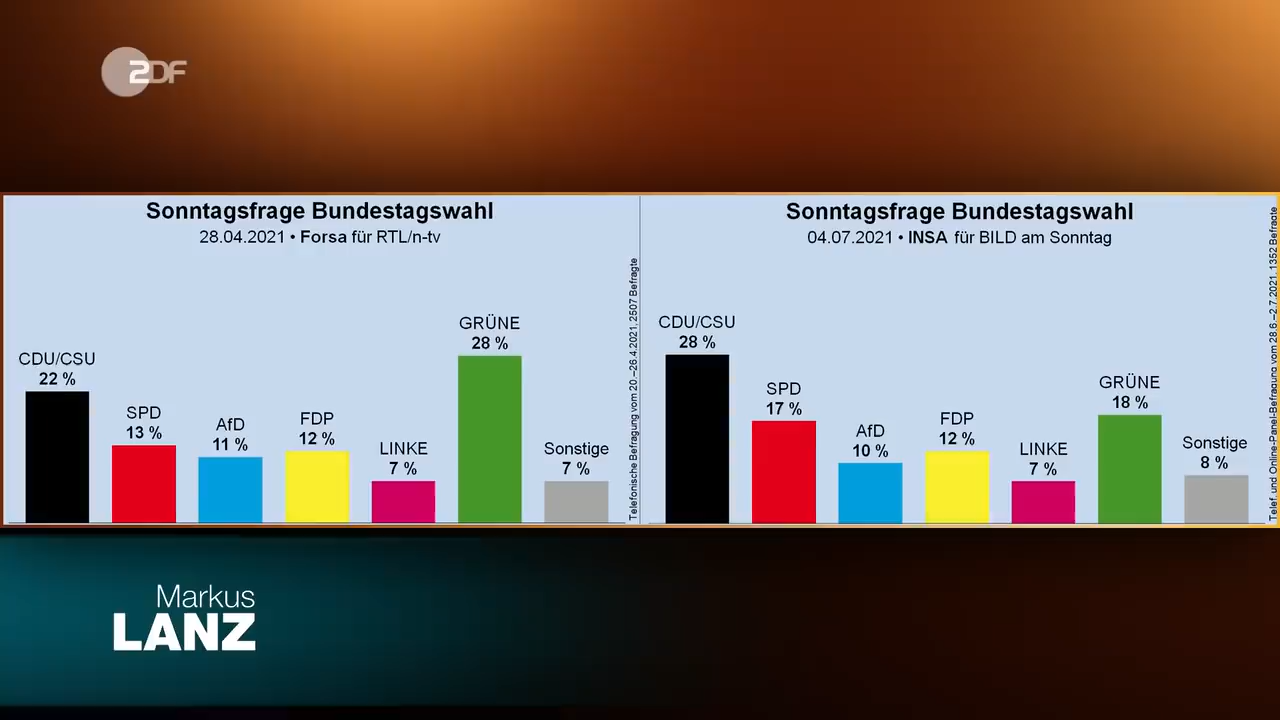 ZDF
Sonntagsfrage Bundestagswahl
28.04.2021 • Forsa für RTL/n-tv
CDU/CSU
22 %
SPD
13 %
AfD
11 %
FDP
12 %
LINKE
7 %
GRÜNE
28 %
Sonstige
7 %
Telefonische Befragung vom 20.–26.4.2021, 2507 Befragte
Sonntagsfrage Bundestagswahl
04.07.2021 • INSA für BILD am Sonntag
CDU/CSU
28 %
SPD
17 %
AfD
10 %
FDP
12 %
LINKE
7 %
GRÜNE
18 %
Sonstige
8 %
Telef. und Online-Panel-Befragung vom 28.6.–2.7.2021, 1352 Befragte
Markus
LANZ